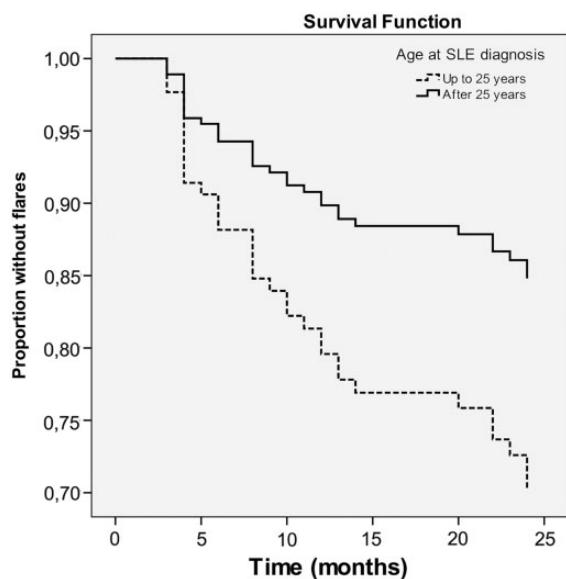 Survival Function
Age at SLE diagnosis
Up to 25 years
After 25 years
Proportion without flares
1,00
0,95
0,90
0,85
0,80
0,75
0,70
0 5 10 15 20 25
Time (months)